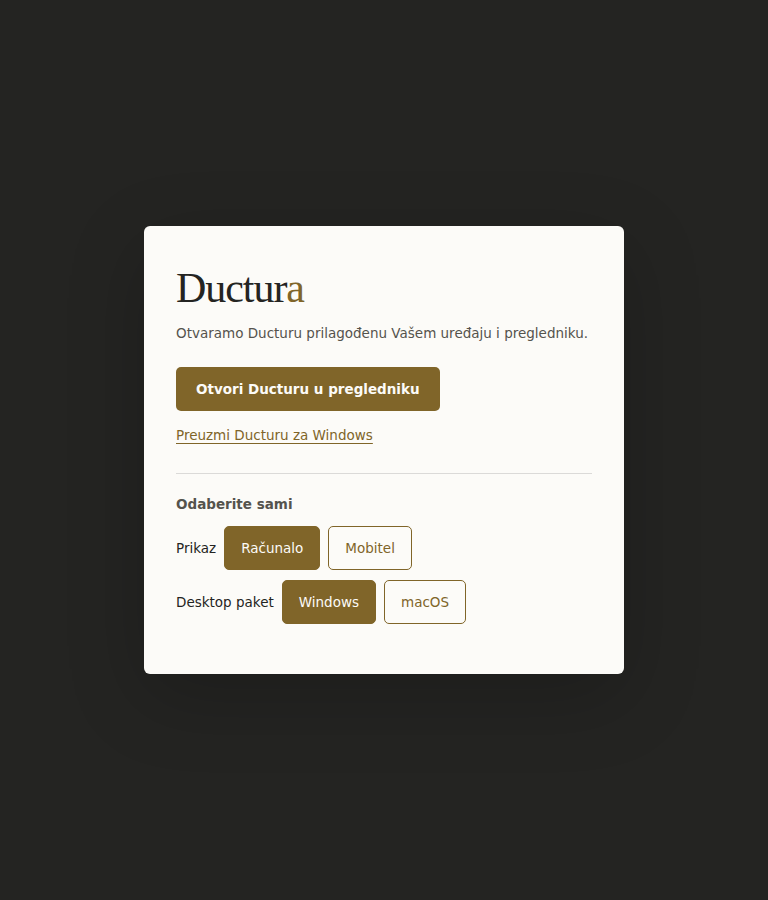 Ductura
Otvaramo Ducturu prilagođenu Vašem uređaju i pregledniku.
Otvori Ducturu u pregledniku
Preuzmi Ducturu za Windows
Odaberite sami
Prikaz Računalo Mobitel
Desktop paket Windows macOS